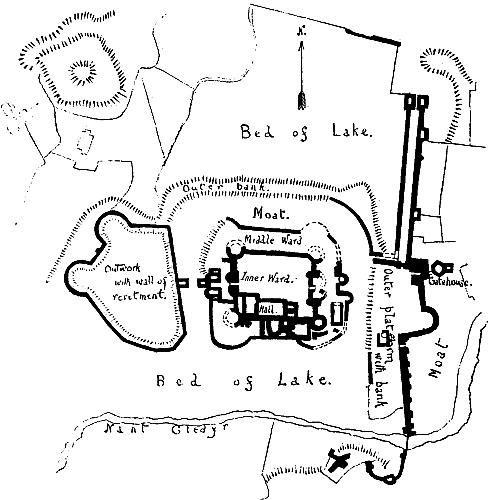 N
Bed of Lake.
Outer bank.
Moat.
Middle Ward
Outwork
with wall of
revetment.
Inner Ward.
Hall.
Gatehouse.
Outer platform
with bank
Moat
Bed of Lake.
Nant Gledyr